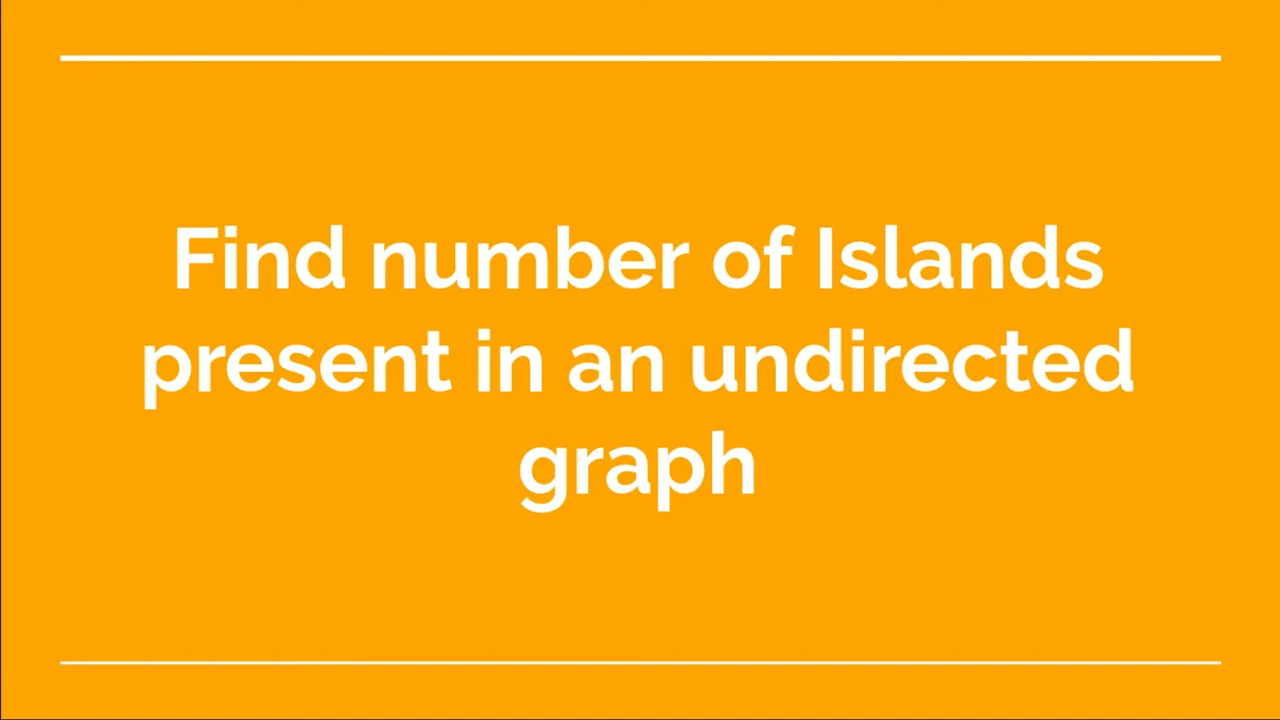 Find number of Islands
present in an undirected
graph